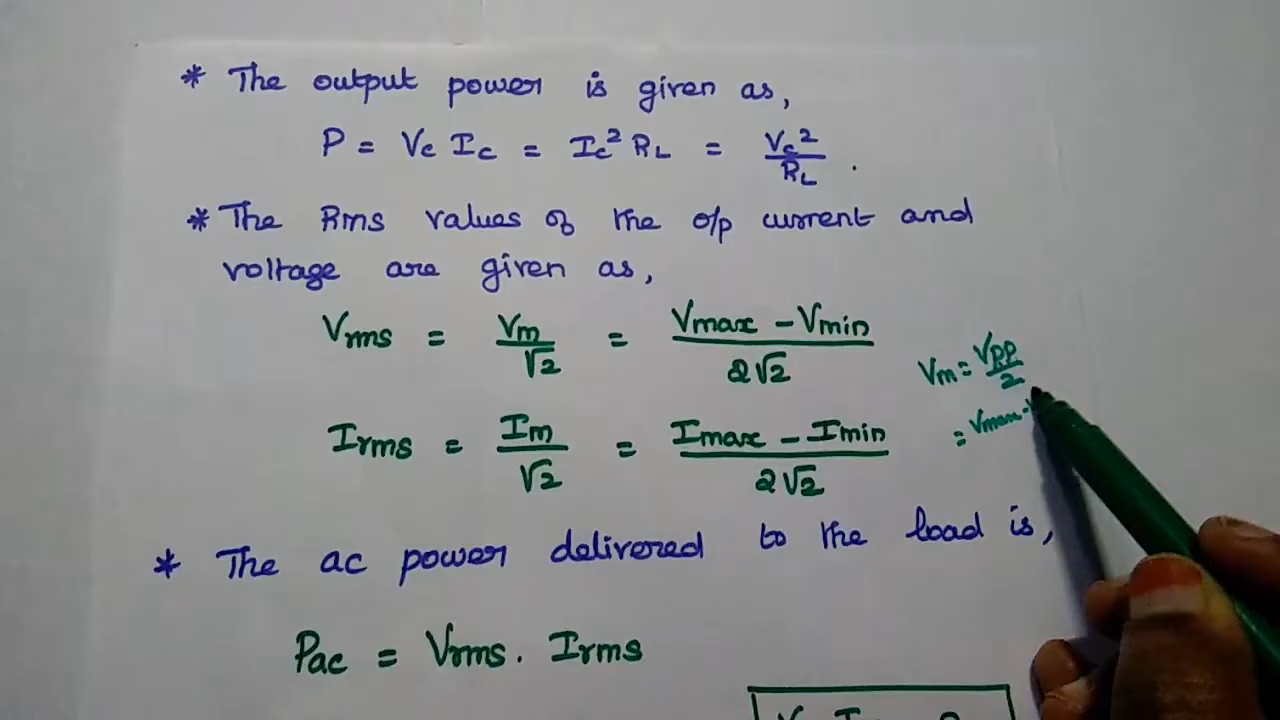 * The output power is given as,
P = Vc Ic = Ic² RL = Vc²/RL .
* The Rms values of the o/p current and
voltage are given as,
Vrms = Vm/√2 = Vmax - Vmin/2√2
Vm = VPP/2
= Vmax -
Irms = Im/√2 = Imax - Imin/2√2
* The ac power delivered to the load is,
Pac = Vrms . Irms